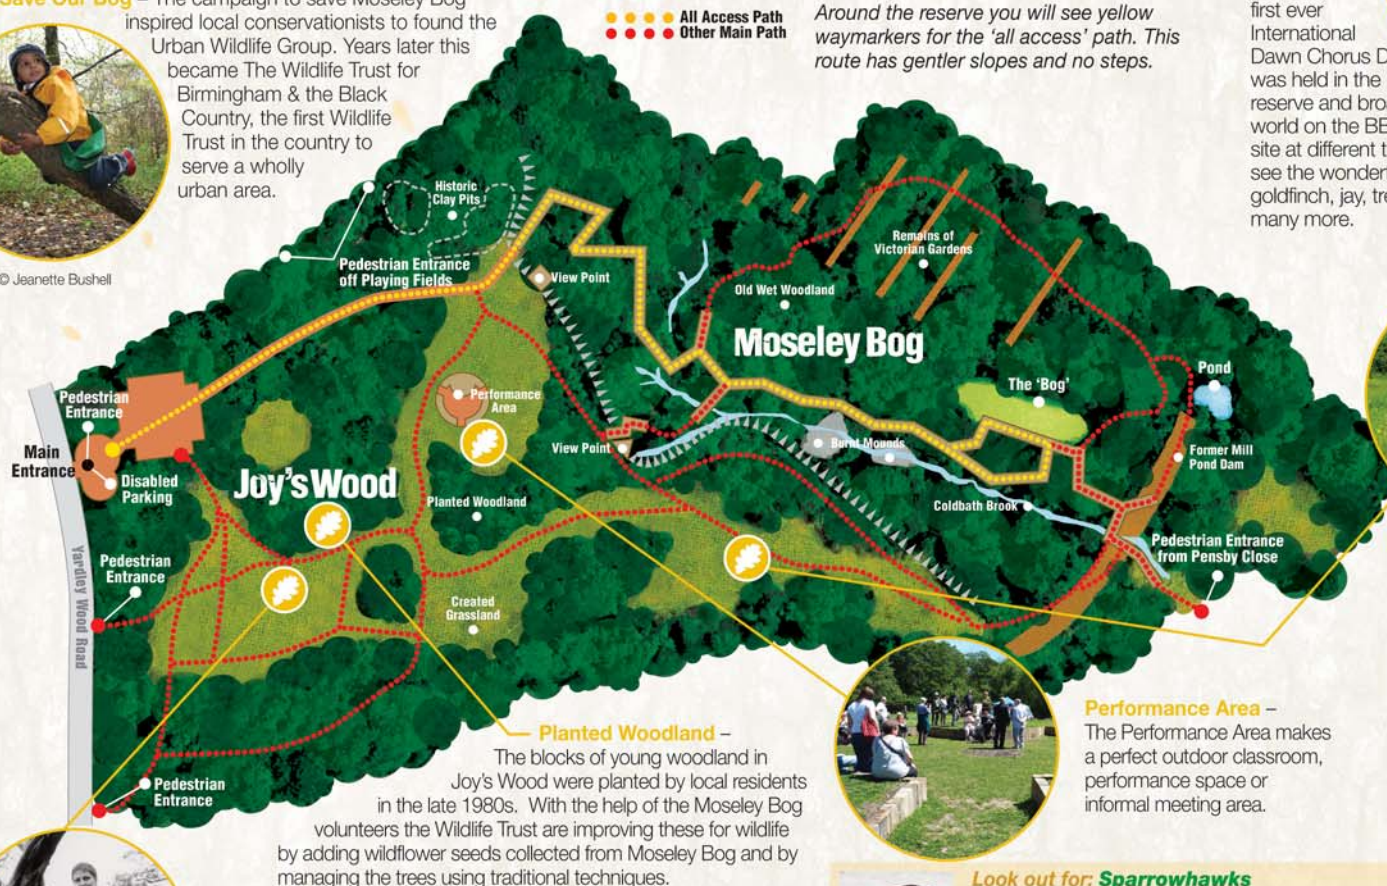 Save Our Bog – The campaign to save Moseley Bog
inspired local conservationists to found the
Urban Wildlife Group. Years later this
became The Wildlife Trust for
Birmingham & the Black
Country, the first Wildlife
Trust in the country to
serve a wholly
urban area.
© Jeanette Bushell
All Access Path
Other Main Path
Around the reserve you will see yellow
waymarkers for the 'all access' path. This
route has gentler slopes and no steps.
first ever
International
Dawn Chorus D
was held in the
reserve and bro
world on the BB
site at different t
see the wonder
goldfinch, jay, tre
many more.
Historic
Clay Pits
Pedestrian Entrance
off Playing Fields
View Point
Remains of
Victorian Gardens
Old Wet Woodland
Moseley Bog
Pond
The 'Bog'
Pedestrian
Entrance
Performance
Area
Burnt Mounds
View Point
Former Mill
Pond Dam
Main
Entrance
Disabled
Parking
Joy's Wood
Planted Woodland
Coldbath Brook
Pedestrian Entrance
from Pensby Close
Yardley Wood Road
Pedestrian
Entrance
Created
Grassland
Pedestrian
Entrance
Planted Woodland –
The blocks of young woodland in
Joy's Wood were planted by local residents
in the late 1980s. With the help of the Moseley Bog
volunteers the Wildlife Trust are improving these for wildlife
by adding wildflower seeds collected from Moseley Bog and by
managing the trees using traditional techniques.
Performance Area –
The Performance Area makes
a perfect outdoor classroom,
performance space or
informal meeting area.
Look out for: Sparrowhawks